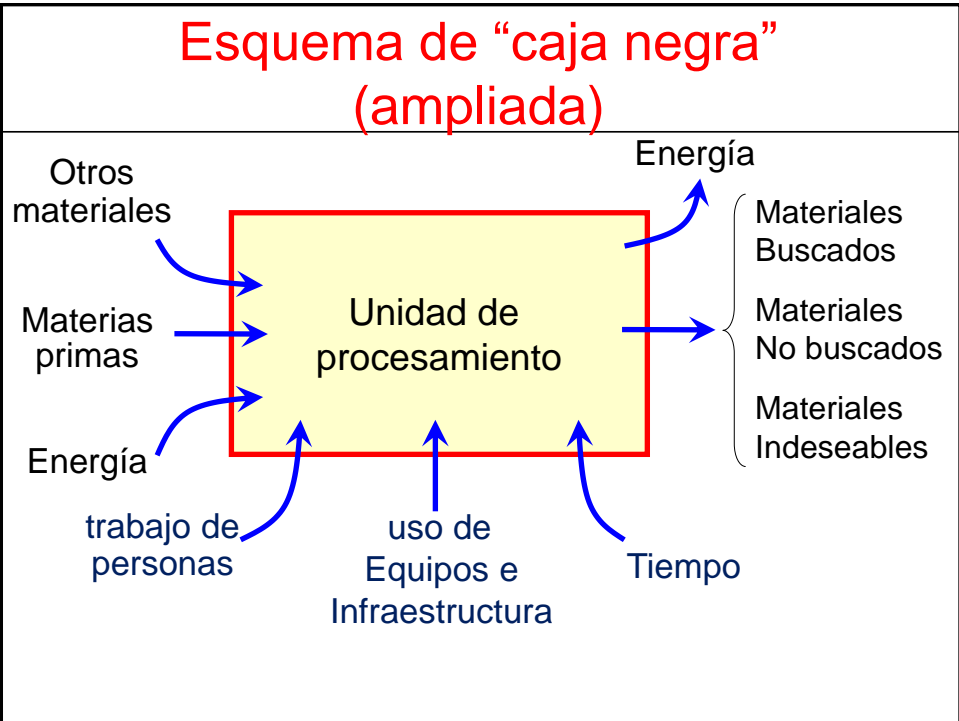 Esquema de “caja negra”
(ampliada)
Otros
materiales
Materias
primas
Energía
Unidad de
procesamiento
Energía
Materiales
Buscados
Materiales
No buscados
Materiales
Indeseables
trabajo de
personas
uso de
Equipos e
Infraestructura
Tiempo